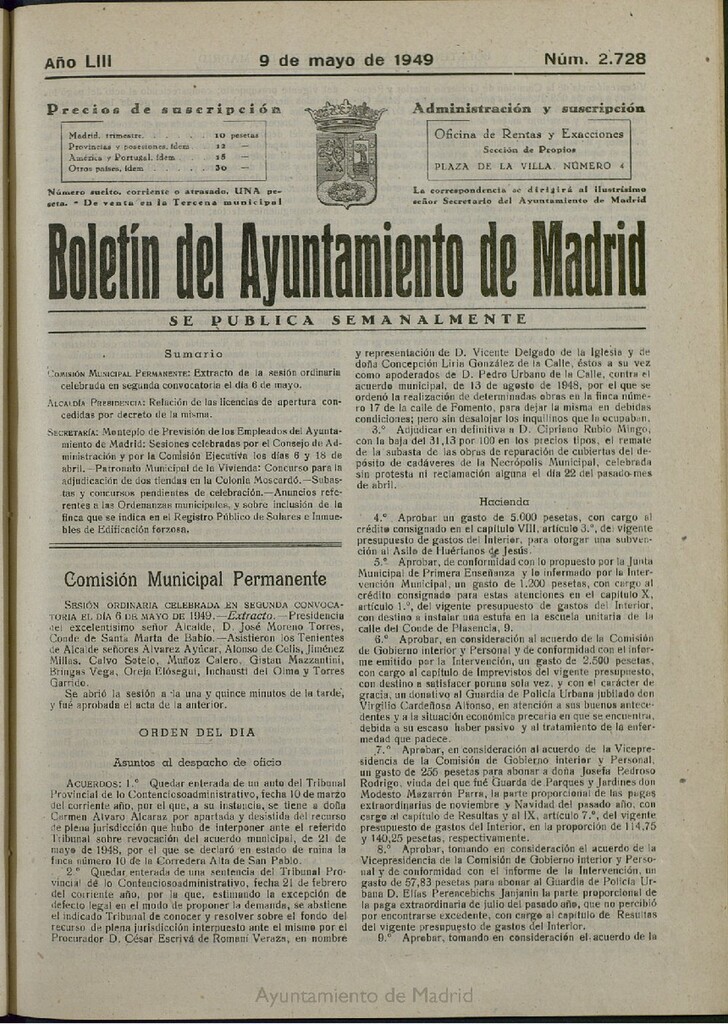 Año LIII
9 de mayo de 1949
Núm. 2.728
Precios de suscripción
Madrid, trimestre. . . . . . 10 pesetas
Provincias y posesiones, ídem 12 —
América y Portugal, ídem . . . 18 —
Otros países, ídem . . . . . 30 —
Número suelto, corriente o atrasado, UNA pe-
seta. - De venta en la Tercena municipal
Administración y suscripción
Oficina de Rentas y Exacciones
Sección de Propios
PLAZA DE LA VILLA, NÚMERO 4
La correspondencia se dirigirá al ilustrísimo
señor Secretario del Ayuntamiento de Madrid
Boletín del Ayuntamiento de Madrid
SE PUBLICA SEMANALMENTE
Sumario
COMISIÓN MUNICIPAL PERMANENTE: Extracto de la sesión ordinaria
celebrada en segunda convocatoria el día 6 de mayo.
ALCALDÍA PRESIDENCIA: Relación de las licencias de apertura con-
cedidas por decreto de la misma.
SECRETARÍA: Montepío de Previsión de los Empleados del Ayunta-
miento de Madrid: Sesiones celebradas por el Consejo de Ad-
ministración y por la Comisión Ejecutiva los días 6 y 18 de
abril.—Patronato Municipal de la Vivienda: Concurso para la
adjudicación de dos tiendas en la Colonia Moscardó.—Subas-
tas y concursos pendientes de celebración.—Anuncios refe-
rentes a las Ordenanzas municipales, y sobre inclusión de la
finca que se indica en el Registro Público de Solares e Inmue-
bles de Edificación forzosa.
Comisión Municipal Permanente
SESIÓN ORDINARIA CELEBRADA EN SEGUNDA CONVOCA-
TORIA EL DÍA 6 DE MAYO DE 1949.—Extracto.—Presidencia
del excelentísimo señor Alcalde, D. José Moreno Torres,
Conde de Santa Marta de Babío.—Asistieron los Tenientes
de Alcalde señores Alvarez Ayúcar, Alonso de Celis, Jiménez
Millas, Calvo Sotelo, Muñoz Calero, Gistau Mazzantini,
Bringas Vega, Oreja Elósegui, Inchausti del Olmo y Torres
Garrido.
Se abrió la sesión a la una y quince minutos de la tarde,
y fué aprobada el acta de la anterior.
ORDEN DEL DIA
Asuntos al despacho de oficio
ACUERDOS: 1.º Quedar enterada de un auto del Tribunal
Provincial de lo Contenciosoadministrativo, fecha 10 de marzo
del corriente año, por el que, a su instancia, se tiene a doña
Carmen Alvaro Alcaraz por apartada y desistida del recurso
de plena jurisdicción que hubo de interponer ante el referido
Tribunal sobre revocación del acuerdo municipal, de 21 de
mayo de 1948, por el que se declaró en estado de ruina la
finca número 10 de la Corredera Alta de San Pablo.
2.º Quedar enterada de una sentencia del Tribunal Pro-
vincial de lo Contenciosoadministrativo, fecha 21 de febrero
del corriente año, por la que, estimando la excepción de
defecto legal en el modo de proponer la demanda, se abstiene
el indicado Tribunal de conocer y resolver sobre el fondo del
recurso de plena jurisdicción interpuesto ante el mismo por el
Procurador D. César Escrivá de Romaní Veraza, en nombre
y representación de D. Vicente Delgado de la Iglesia y de
doña Concepción Liria González de la Calle, éstos a su vez
como apoderados de D. Pedro Urbano de la Calle, contra el
acuerdo municipal, de 13 de agosto de 1948, por el que se
ordenó la realización de determinadas obras en la finca número
17 de la calle de Fomento, para dejar la misma en debidas
condiciones; pero sin desalojar los inquilinos que la ocupaban.
3.º Adjudicar en definitiva a D. Cipriano Rubio Mingo,
con la baja del 31,13 por 100 en los precios tipos, el remate
de la subasta de las obras de reparación de cubiertas del de-
pósito de cadáveres de la Necrópolis Municipal, celebrada
sin protesta ni reclamación alguna el día 22 del pasado mes
de abril.
Hacienda
4.º Aprobar un gasto de 5.000 pesetas, con cargo al
crédito consignado en el capítulo VIII, artículo 3.º, del vigente
presupuesto de gastos del Interior, para otorgar una subven-
ción al Asilo de Huérfanos de Jesús.
5.º Aprobar, de conformidad con lo propuesto por la Junta
Municipal de Primera Enseñanza y lo informado por la Inter-
vención Municipal, un gasto de 1.200 pesetas, con cargo al
crédito consignado para estas atenciones en el capítulo X,
artículo 1.º, del vigente presupuesto de gastos del Interior,
con destino a instalar una estufa en la escuela unitaria de la
calle del Conde de Plasencia, 9.
6.º Aprobar, en consideración al acuerdo de la Comisión
de Gobierno interior y Personal y de conformidad con el infor-
me emitido por la Intervención, un gasto de 2.500 pesetas,
con cargo al capítulo de Imprevistos del vigente presupuesto,
con destino a satisfacer por una sola vez, y con el carácter de
gracia, un donativo al Guardia de Policía Urbana jubilado don
Virgilio Cardeñosa Alfonso, en atención a sus buenos antece-
dentes y a la situación económica precaria en que se encuentra,
debida a su escaso haber pasivo y al tratamiento de la enfer-
medad que padece.
7.º Aprobar, en consideración al acuerdo de la Vicepre-
sidencia de la Comisión de Gobierno interior y Personal,
un gasto de 255 pesetas para abonar a doña Josefa Pedroso
Rodrigo, viuda del que fué Guarda de Parques y Jardines don
Modesto Mazarrón Parra, la parte proporcional de las pagas
extraordinarias de noviembre y Navidad del pasado año, con
cargo al capítulo de Resultas y al IX, artículo 7.º, del vigente
presupuesto de gastos del Interior, en la proporción de 114,75
y 140,25 pesetas, respectivamente.
8.º Aprobar, tomando en consideración el acuerdo de la
Vicepresidencia de la Comisión de Gobierno interior y Perso-
nal y de conformidad con el informe de la Intervención, un
gasto de 57,83 pesetas para abonar al Guardia de Policía Ur-
bana D. Elías Perencebichs Janjanin la parte proporcional de
la paga extraordinaria de julio del pasado año, que no percibió
por encontrarse excedente, con cargo al capítulo de Resultas
del vigente presupuesto de gastos del Interior.
9.º Aprobar, tomando en consideración el acuerdo de la
Ayuntamiento de Madrid